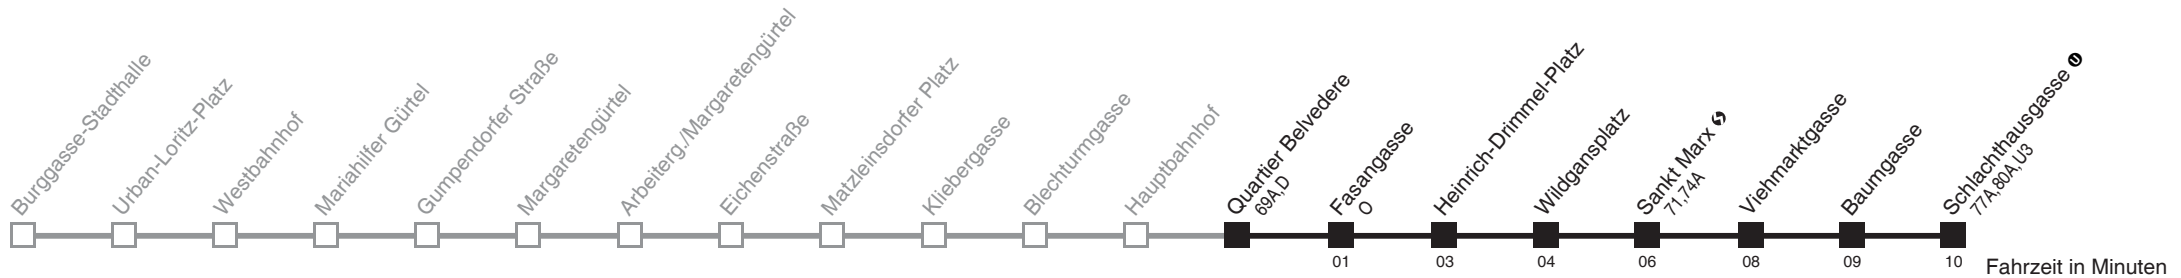 Burggasse-Stadthalle
Urban-Loritz-Platz
Westbahnhof
Mariahilfer Gürtel
Gumpendorfer Straße
Margaretengürtel
Arbeiterg./Margaretengürtel
Eichenstraße
Matzleinsdorfer Platz
Kliebergasse
Blechturmgasse
Hauptbahnhof
Quartier Belvedere
69A,D
Fasangasse
O
Heinrich-Drimmel-Platz
Wildgansplatz
Sankt Marx S
71,74A
Viehmarktgasse
Baumgasse
Schlachthausgasse U
77A,80A,U3
01
03
04
06
08
09
10
Fahrzeit in Minuten